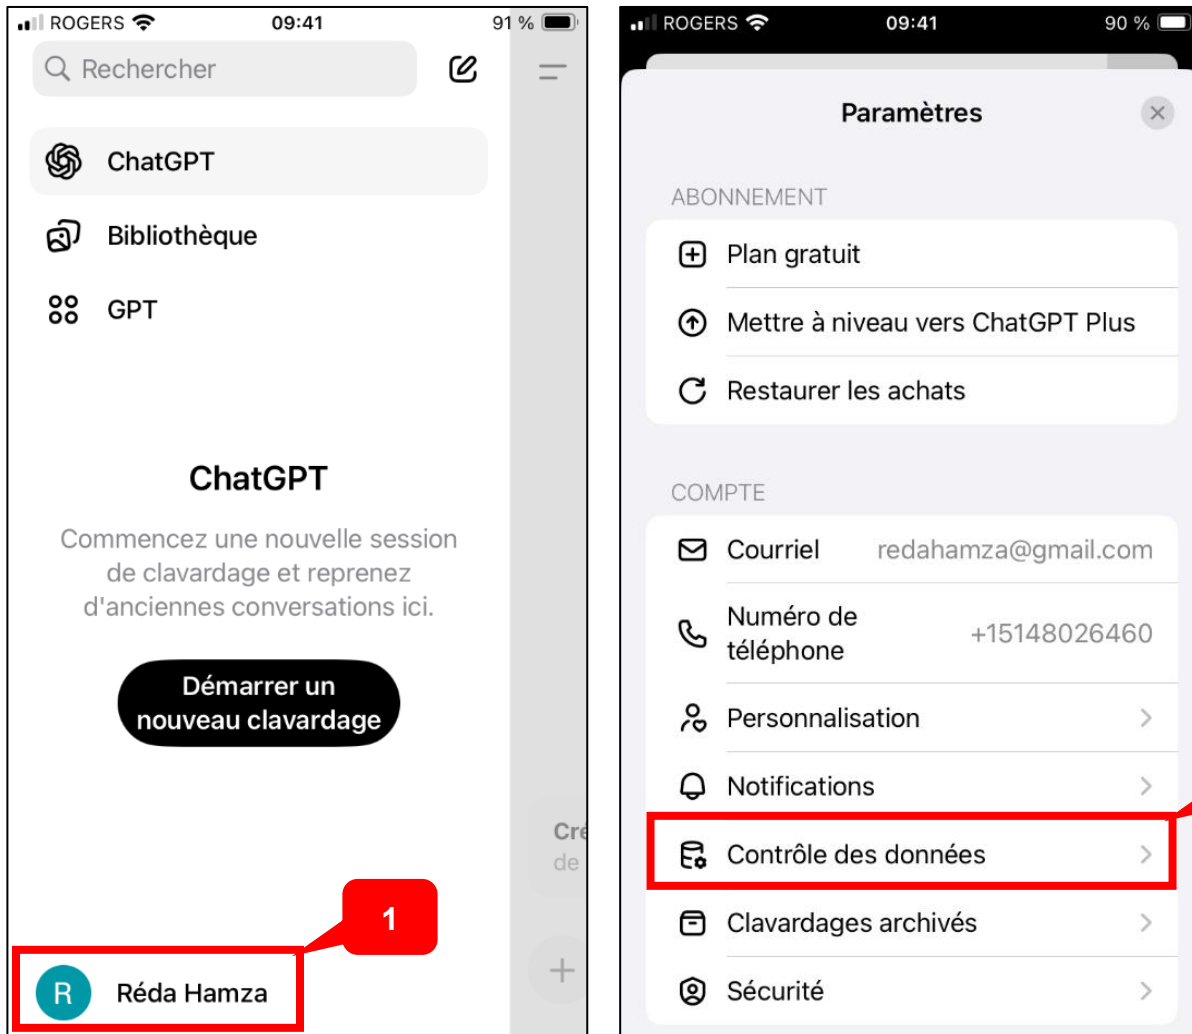 ROGERS 09:41 91 %
Rechercher
ChatGPT
Bibliothèque
GPT
ChatGPT
Commencez une nouvelle session
de clavardage et reprenez
d'anciennes conversations ici.
Démarrer un
nouveau clavardage
Cré
de
1
R Réda Hamza
ROGERS 09:41 90 %
Paramètres
ABONNEMENT
Plan gratuit
Mettre à niveau vers ChatGPT Plus
Restaurer les achats
COMPTE
Courriel redahamza@gmail.com
Numéro de
téléphone +15148026460
Personnalisation
Notifications
Contrôle des données
Clavardages archivés
Sécurité